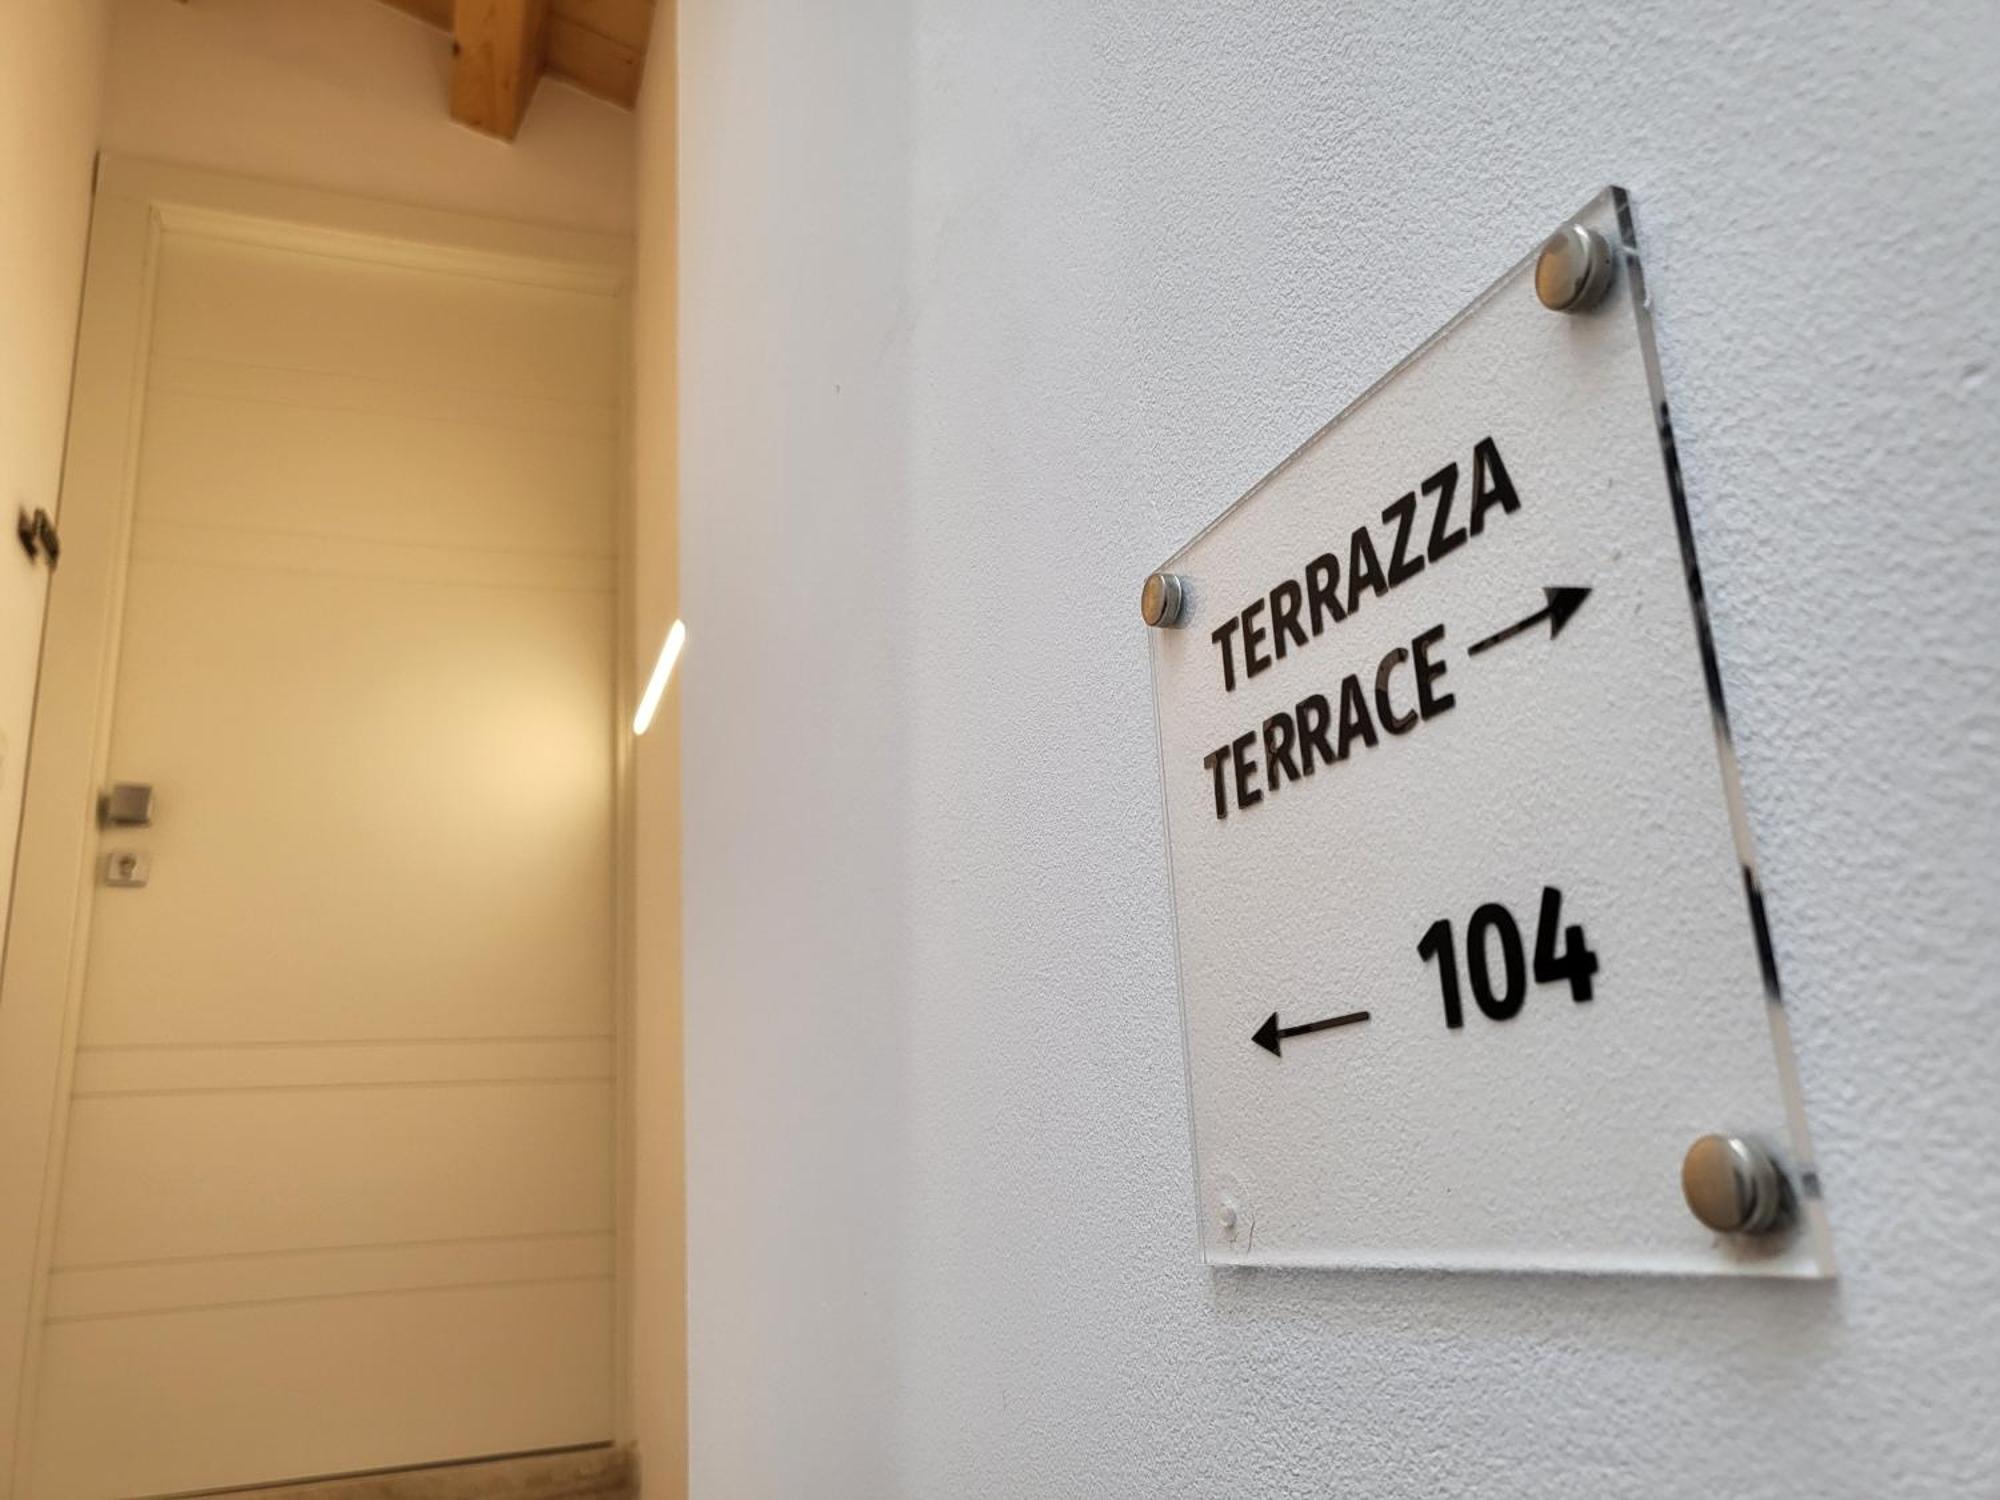 TERRAZZA
TERRACE →
← 104